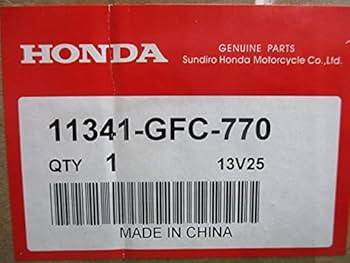 HONDA
GENUINE PARTS
Sundiro Honda Motorcycle Co.,Ltd.
11341-GFC-770
QTY 1 13V25
MADE IN CHINA